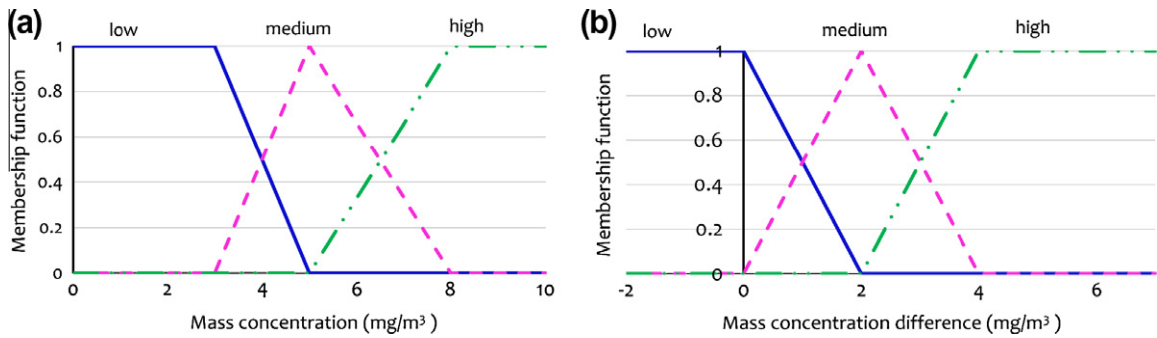 (a)
low medium high
1
0.8
0.6
0.4
0.2
0
Membership function
0 2 4 6 8 10
Mass concentration (mg/m³ )
(b)
low medium high
1
0.8
0.6
0.4
0.2
0
Membership function
-2 0 2 4 6
Mass concentration difference (mg/m³ )